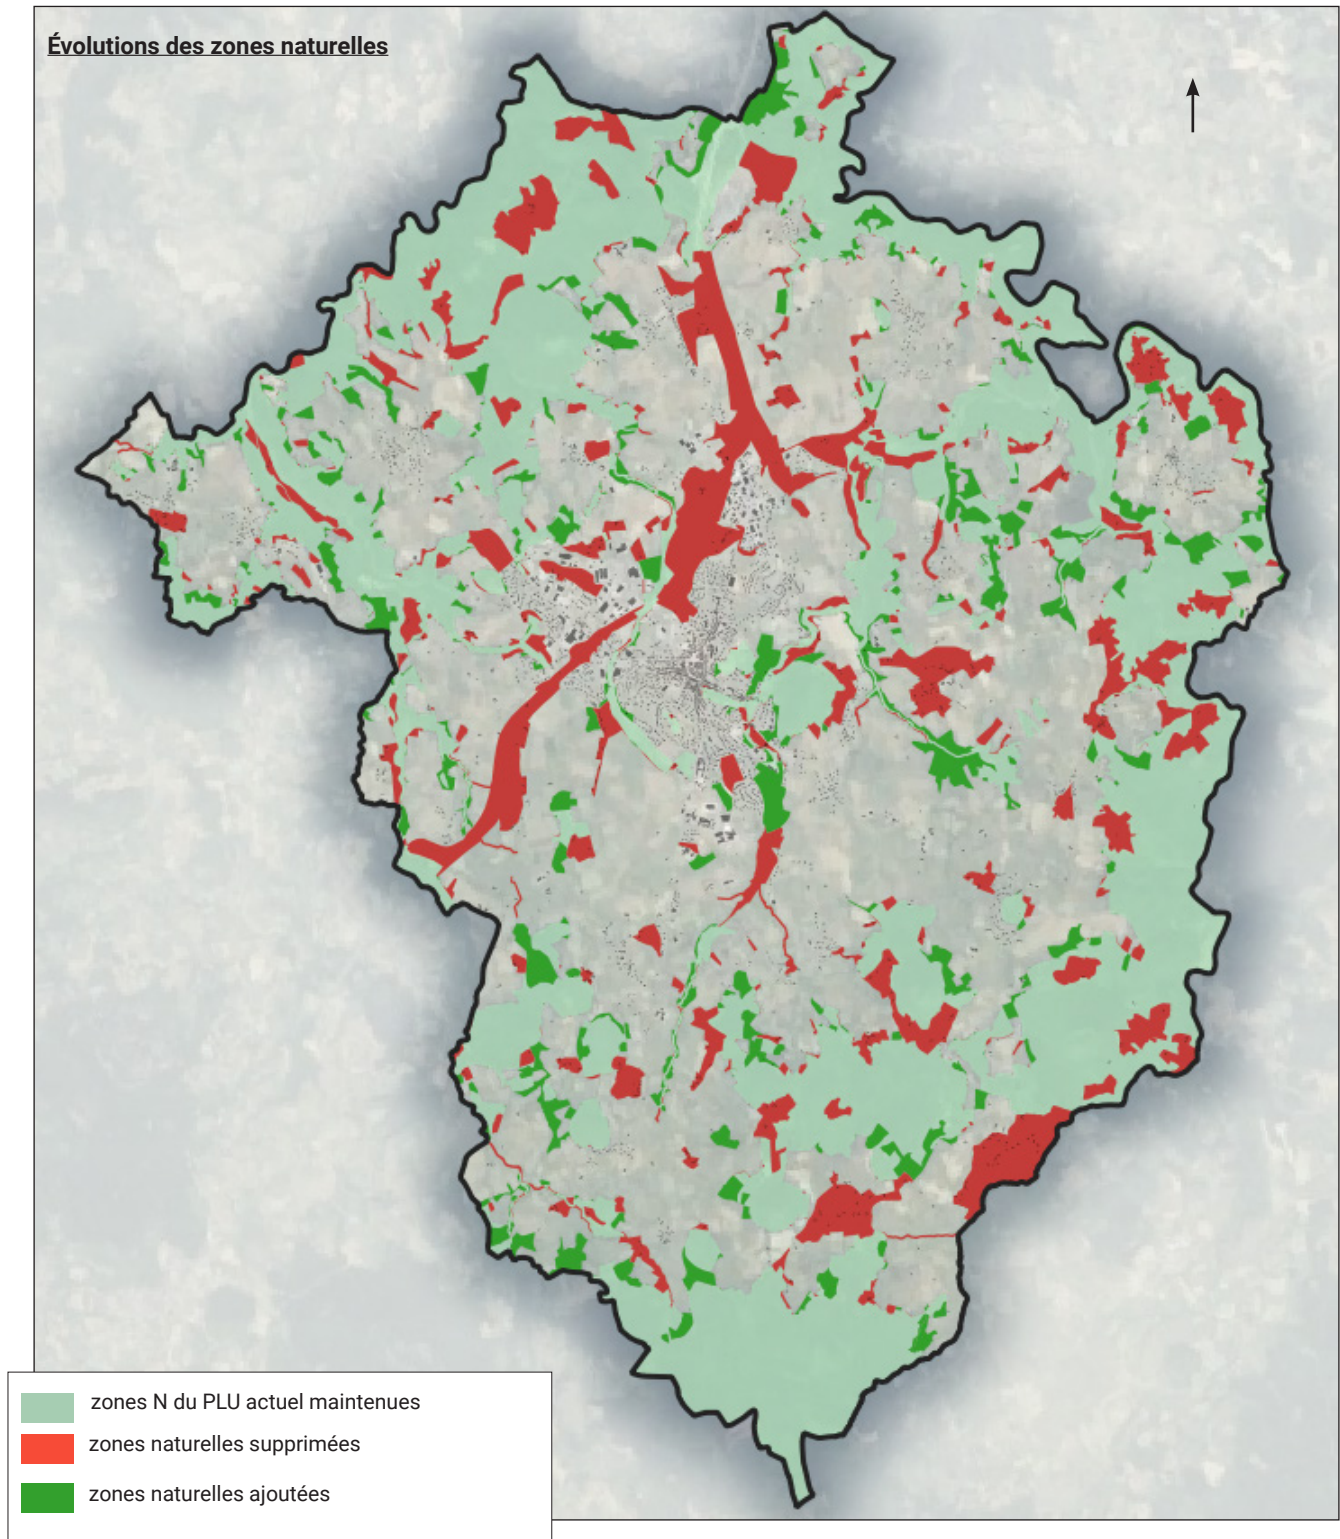 Évolutions des zones naturelles
zones N du PLU actuel maintenues
zones naturelles supprimées
zones naturelles ajoutées